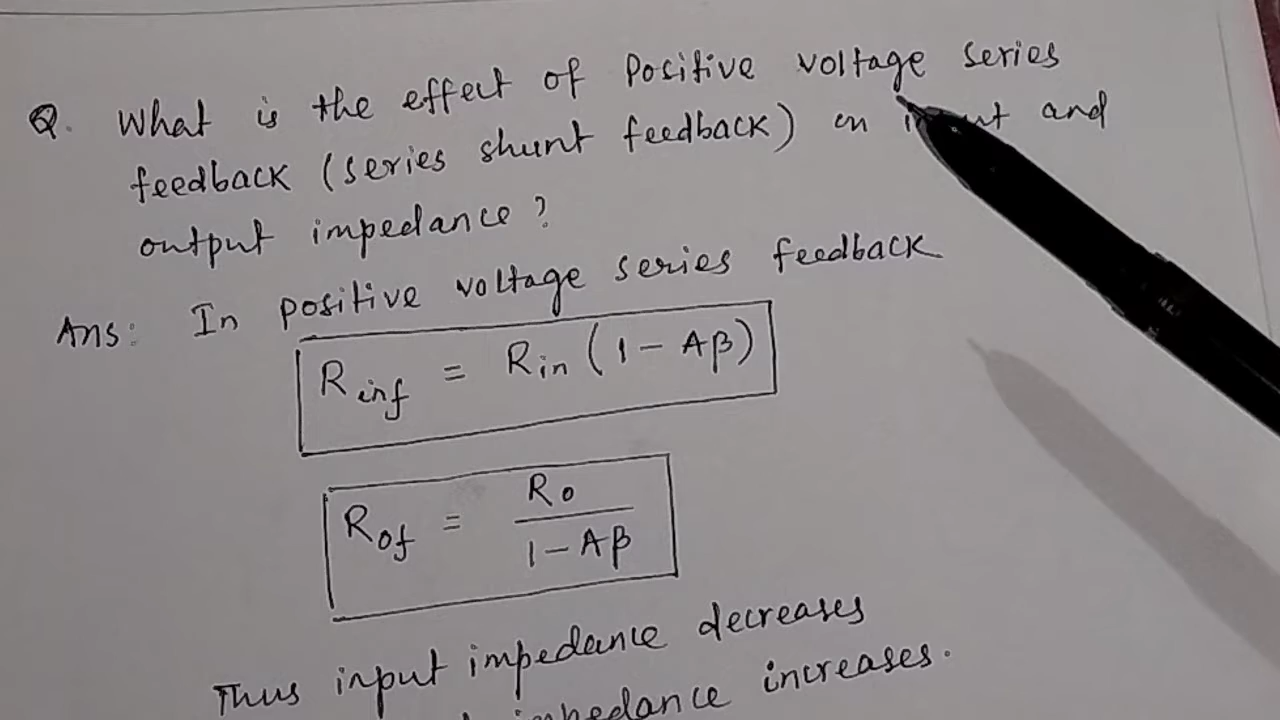 Q. What is the effect of Positive voltage series
feedback (series shunt feedback) on and
output impedance?
Ans: In positive voltage series feedback
Rinf = Rin (1 - Aβ)
Rof = Ro / 1 - Aβ
Thus input impedance decreases
impedance increases.